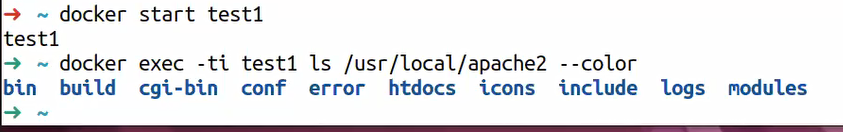 ➜ ~ docker start test1
test1
➜ ~ docker exec -ti test1 ls /usr/local/apache2 --color
bin build cgi-bin conf error htdocs icons include logs modules
➜ ~